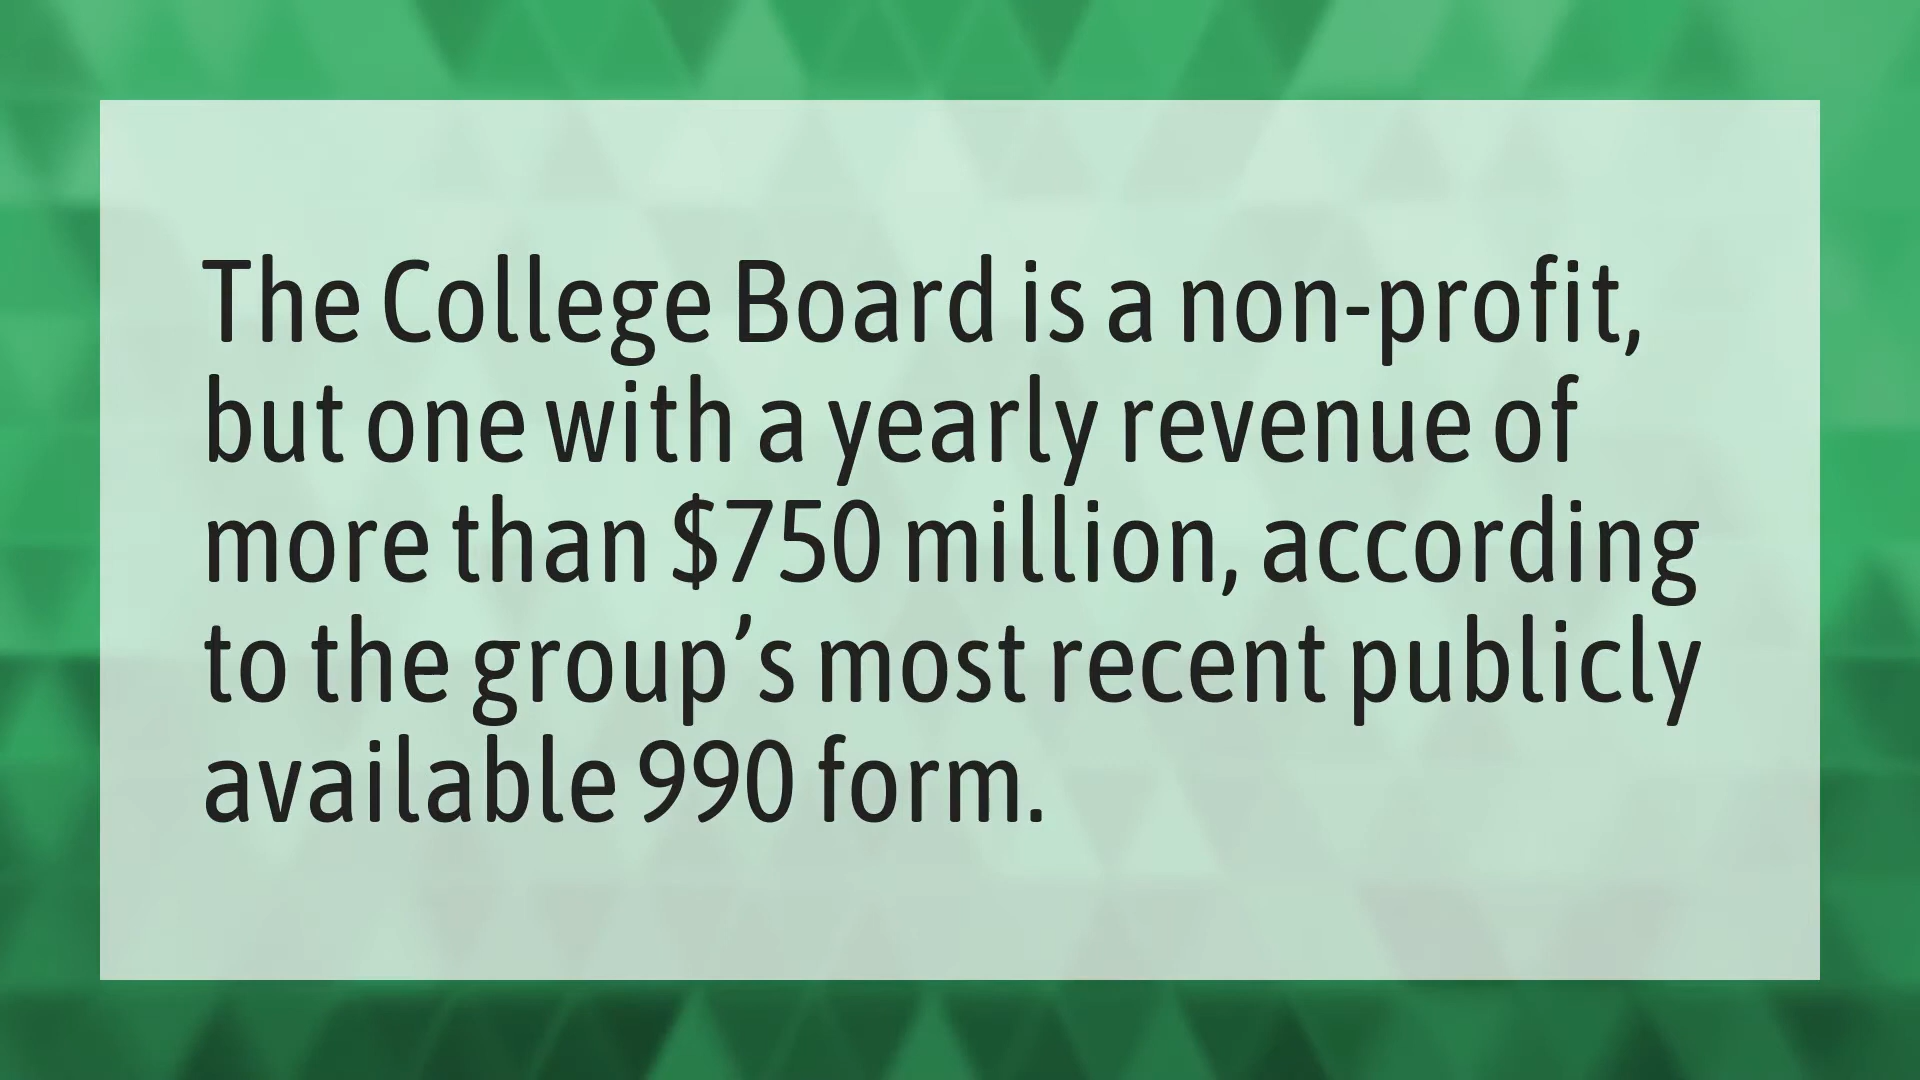 The College Board is a non-profit,
but one with a yearly revenue of
more than $750 million, according
to the group’s most recent publicly
available 990 form.